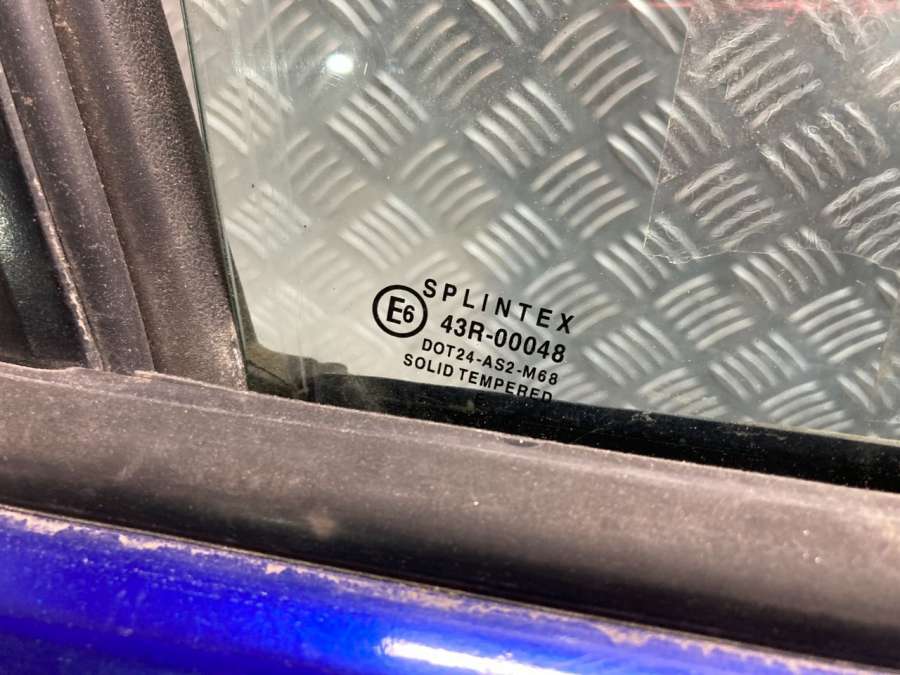 SPLINTEX
E6
43R-00048
DOT24-AS2-M68
SOLID TEMPERED